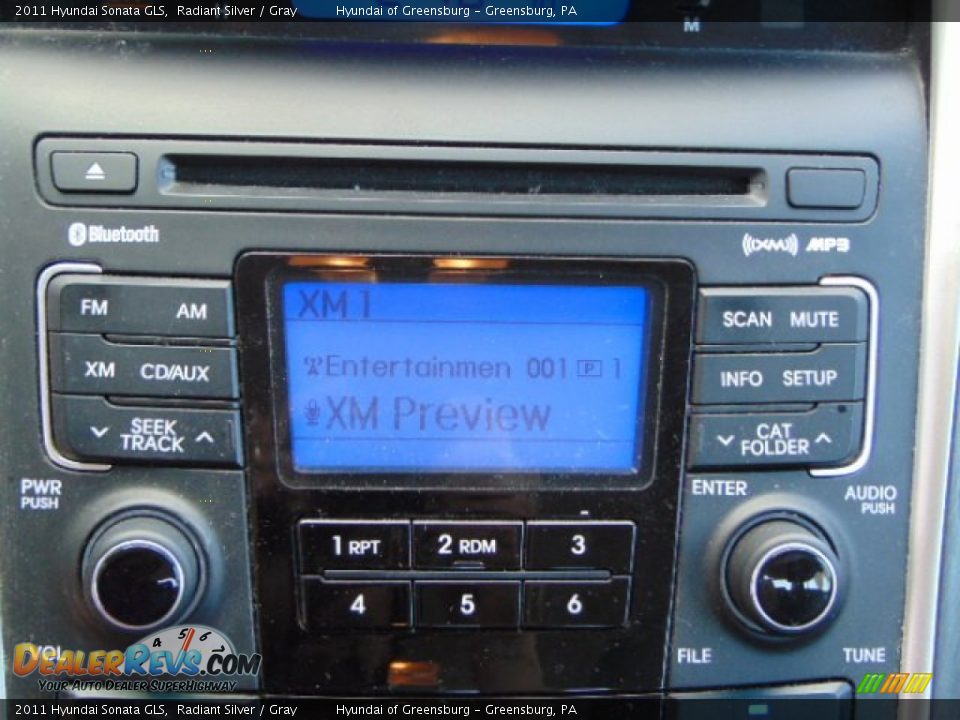 2011 Hyundai Sonata GLS,  Radiant Silver / Gray        Hyundai of Greensburg - Greensburg, PA
M
Bluetooth
((XM)) MP3
FM AM
XM 1
SCAN MUTE
XM CD/AUX
Entertainmen 001 P 1
INFO SETUP
SEEK
TRACK
XM Preview
CAT
FOLDER
PWR
PUSH
ENTER
AUDIO
PUSH
1 RPT 2 RDM 3
4 5 6
VOL
FILE TUNE
4 5 6
DEALERREVS.COM
YOUR AUTO DEALER SUPERHIGHWAY
2011 Hyundai Sonata GLS,  Radiant Silver / Gray        Hyundai of Greensburg - Greensburg, PA